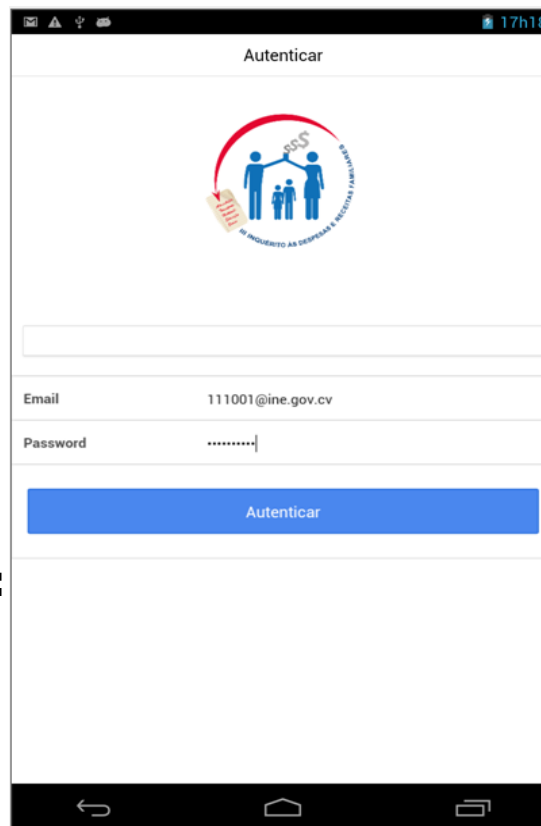 17h18
Autenticar
$$$
III INQUÉRITO ÀS DESPESAS E RECEITAS FAMILIARES
Email 111001@ine.gov.cv
Password ··········
Autenticar